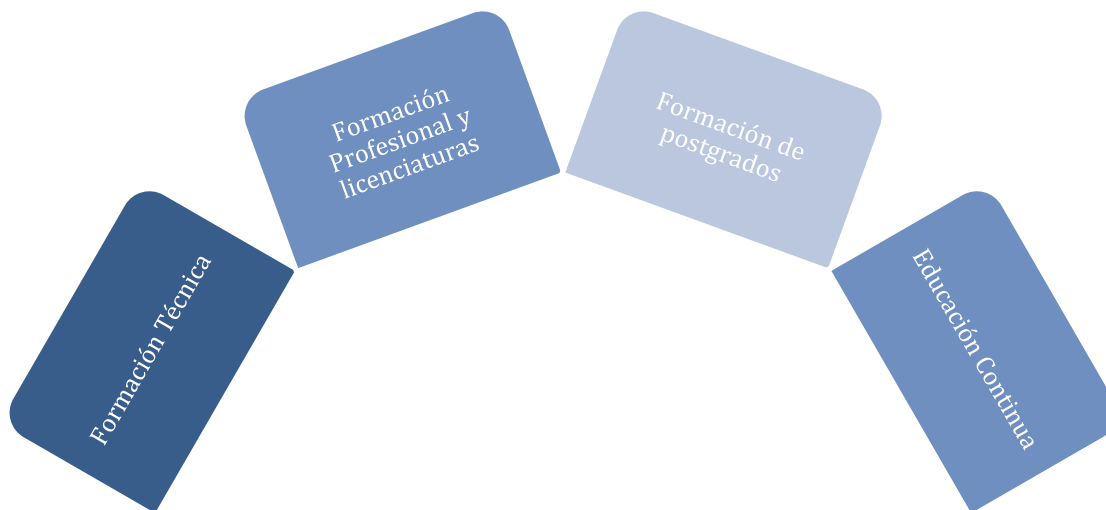 Formación Técnica
Formación
Profesional y
licenciaturas
Formación de
postgrados
Educación Continua